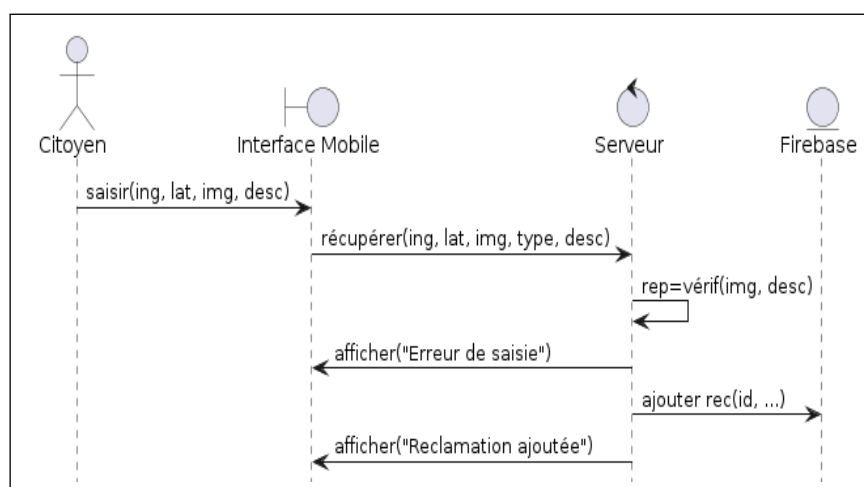 Citoyen
Interface Mobile
Serveur
Firebase
saisir(ing, lat, img, desc)
récupérer(ing, lat, img, type, desc)
rep=vérif(img, desc)
afficher("Erreur de saisie")
ajouter rec(id, ...)
afficher("Reclamation ajoutée")